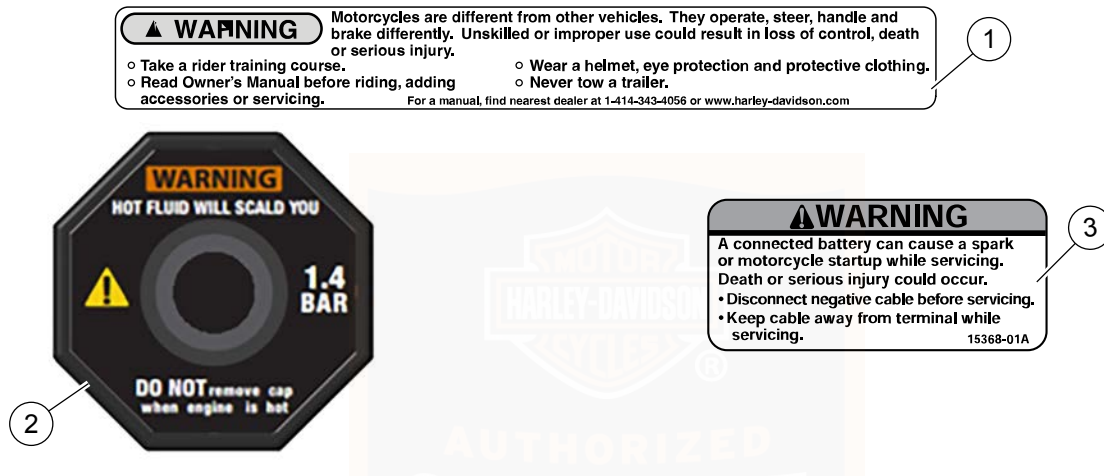 WARNING
Motorcycles are different from other vehicles. They operate, steer, handle and
brake differently. Unskilled or improper use could result in loss of control, death
or serious injury.
○ Take a rider training course.
○ Read Owner's Manual before riding, adding
accessories or servicing.
○ Wear a helmet, eye protection and protective clothing.
○ Never tow a trailer.
For a manual, find nearest dealer at 1-414-343-4056 or www.harley-davidson.com
1
WARNING
HOT FLUID WILL SCALD YOU
1.4
BAR
DO NOT remove cap
when engine is hot
2
WARNING
A connected battery can cause a spark
or motorcycle startup while servicing.
Death or serious injury could occur.
• Disconnect negative cable before servicing.
• Keep cable away from terminal while
servicing.
15368-01A
3
MOTOR
HARLEY-DAVIDSON
CYCLES
®
AUTHORIZED